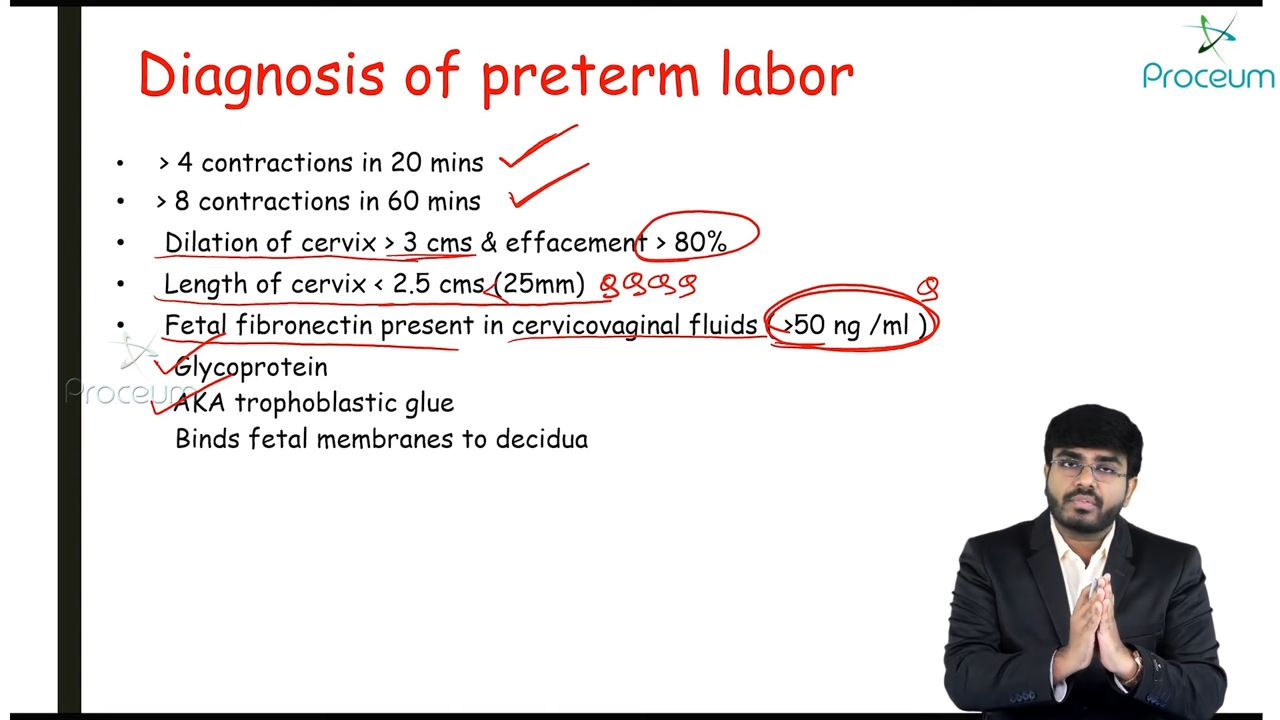 Diagnosis of preterm labor
Proceum
• > 4 contractions in 20 mins
• > 8 contractions in 60 mins
• Dilation of cervix > 3 cms & effacement > 80%
• Length of cervix < 2.5 cms (25mm)
• Fetal fibronectin present in cervicovaginal fluids ( >50 ng /ml )
Glycoprotein
Proceum
AKA trophoblastic glue
Binds fetal membranes to decidua